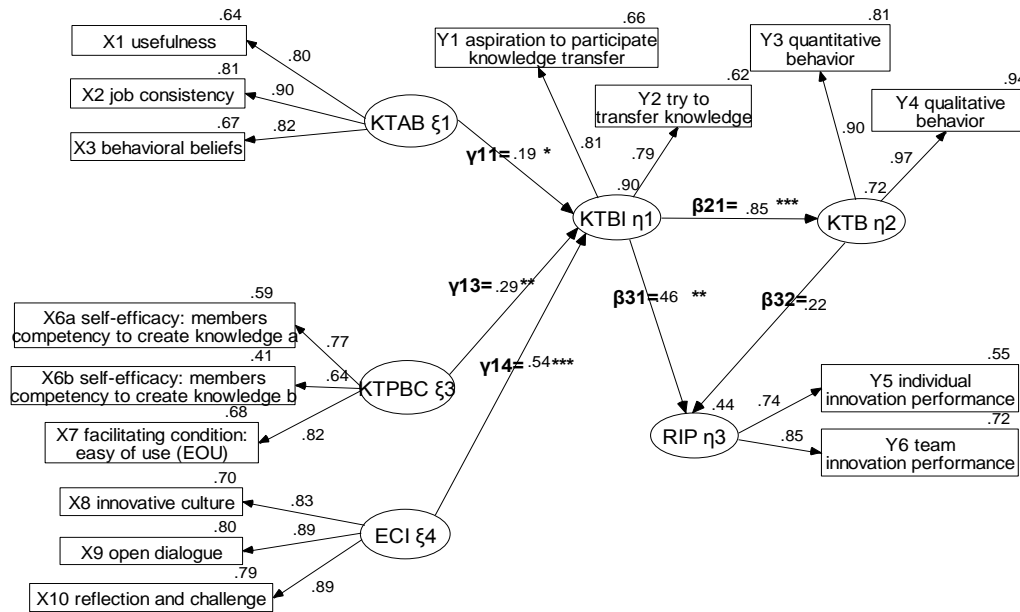 .64
X1 usefulness
.80
.81
X2 job consistency
.90
.67
X3 behavioral beliefs
.82
KTAB ξ1
γ11= .19 *
.66
Y1 aspiration to participate
knowledge transfer
.81
.62
Y2 try to
transfer knowledge
.79
.90
KTBI η1
.81
Y3 quantitative
behavior
.90
.94
Y4 qualitative
behavior
.97
.72
KTB η2
β21= .85 ***
β31=.46 **
β32=.22
γ13= .29 **
γ14= .54 ***
.59
X6a self-efficacy: members
competency to create knowledge a
.77
.41
X6b self-efficacy: members
competency to create knowledge b
.64
.68
X7 facilitating condition:
easy of use (EOU)
.82
KTPBC ξ3
.70
X8 innovative culture
.83
.80
X9 open dialogue
.89
.79
X10 reflection and challenge
.89
ECI ξ4
.44
RIP η3
.74
.55
Y5 individual
innovation performance
.85
.72
Y6 team
innovation performance